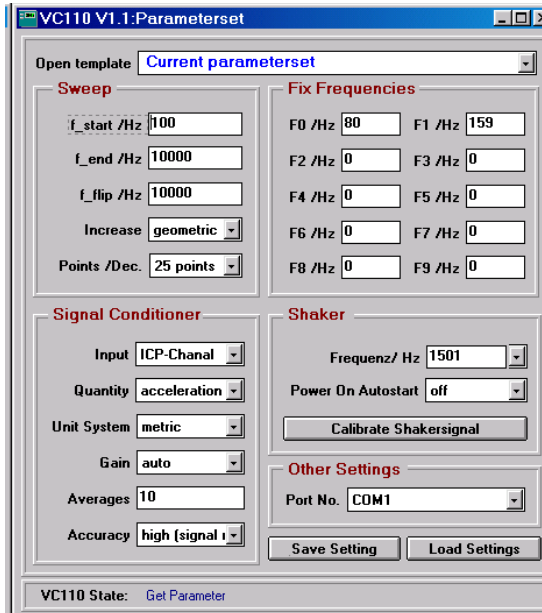 VC110 V1.1:Parameterset
Open template Current parameterset
Sweep
f_start /Hz 100
f_end /Hz 10000
f_flip /Hz 10000
Increase geometric
Points /Dec. 25 points
Fix Frequencies
F0 /Hz 80 F1 /Hz 159
F2 /Hz 0 F3 /Hz 0
F4 /Hz 0 F5 /Hz 0
F6 /Hz 0 F7 /Hz 0
F8 /Hz 0 F9 /Hz 0
Signal Conditioner
Input ICP-Chanal
Quantity acceleration
Unit System metric
Gain auto
Averages 10
Accuracy high (signal
Shaker
Frequenz/ Hz 1501
Power On Autostart off
Calibrate Shakersignal
Other Settings
Port No. COM1
Save Setting Load Settings
VC110 State: Get Parameter